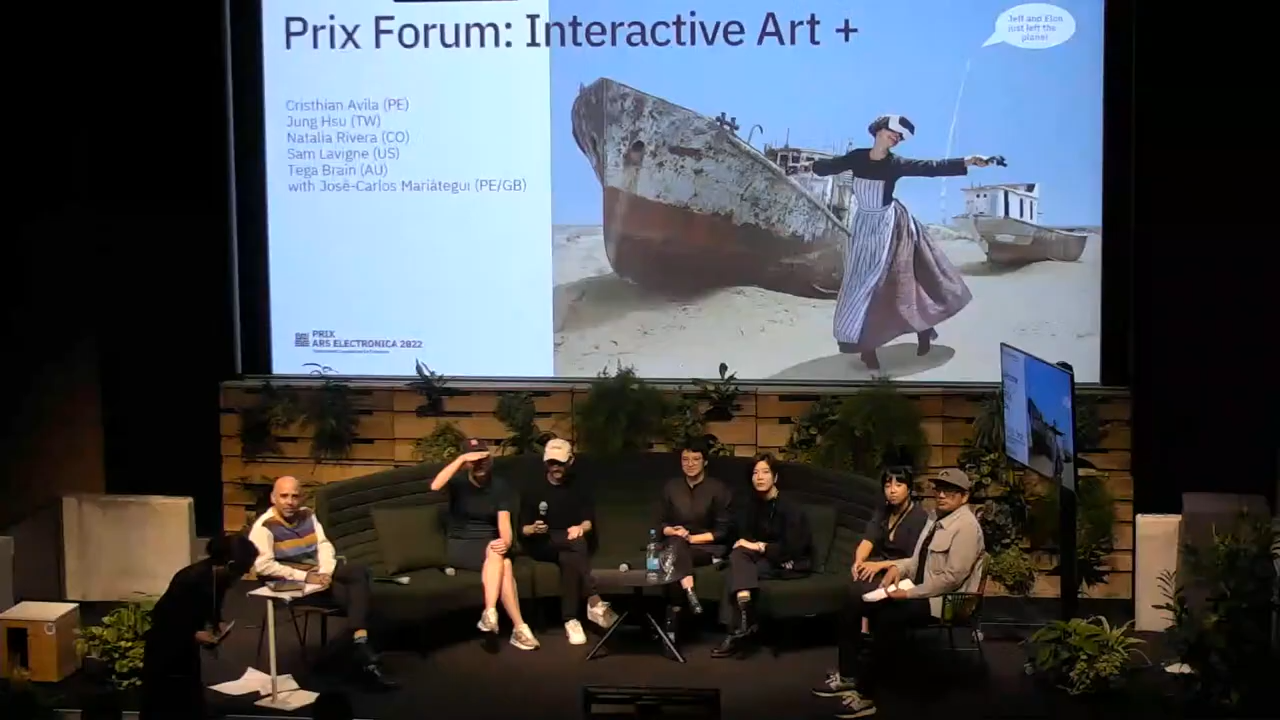 Prix Forum: Interactive Art +
Cristhian Avila (PE)
Jung Hsu (TW)
Natalia Rivera (CO)
Sam Lavigne (US)
Tega Brain (AU)
with José-Carlos Mariátegui (PE/GB)
PRIX
ARS ELECTRONICA 2022
Jeff and Elon
just left the
planet